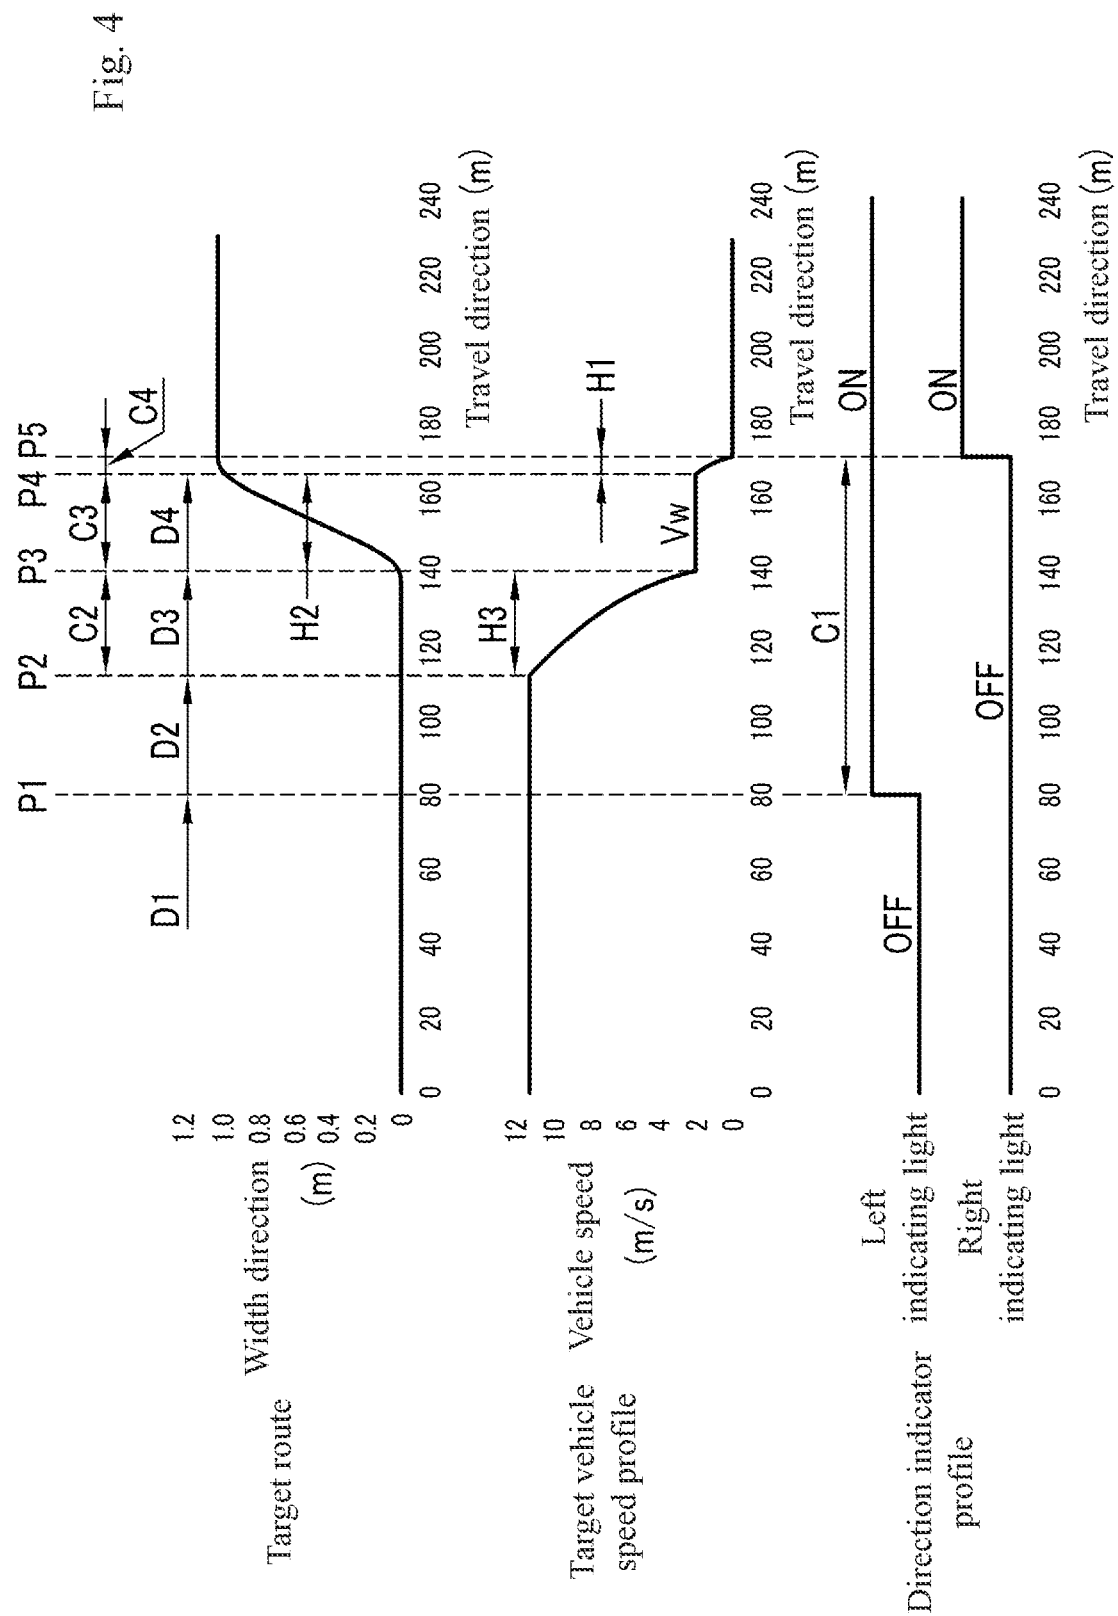 Fig. 4
P1 P2 P3 P4 P5
C2 C3 C4
D1 D2 D3 D4
H2
Target route
Width direction
(m)
1.2
1.0
0.8
0.6
0.4
0.2
0
0 20 40 60 80 100 120 140 160 180 200 220 240
Travel direction (m)
Target vehicle
speed profile
Vehicle speed
(m/s)
12
10
8
6
4
2
0
H3
Vw
H1
0 20 40 60 80 100 120 140 160 180 200 220 240
Travel direction (m)
C1
Direction indicator
profile
Left
indicating light
OFF
ON
Right
indicating light
OFF
ON
0 20 40 60 80 100 120 140 160 180 200 220 240
Travel direction (m)